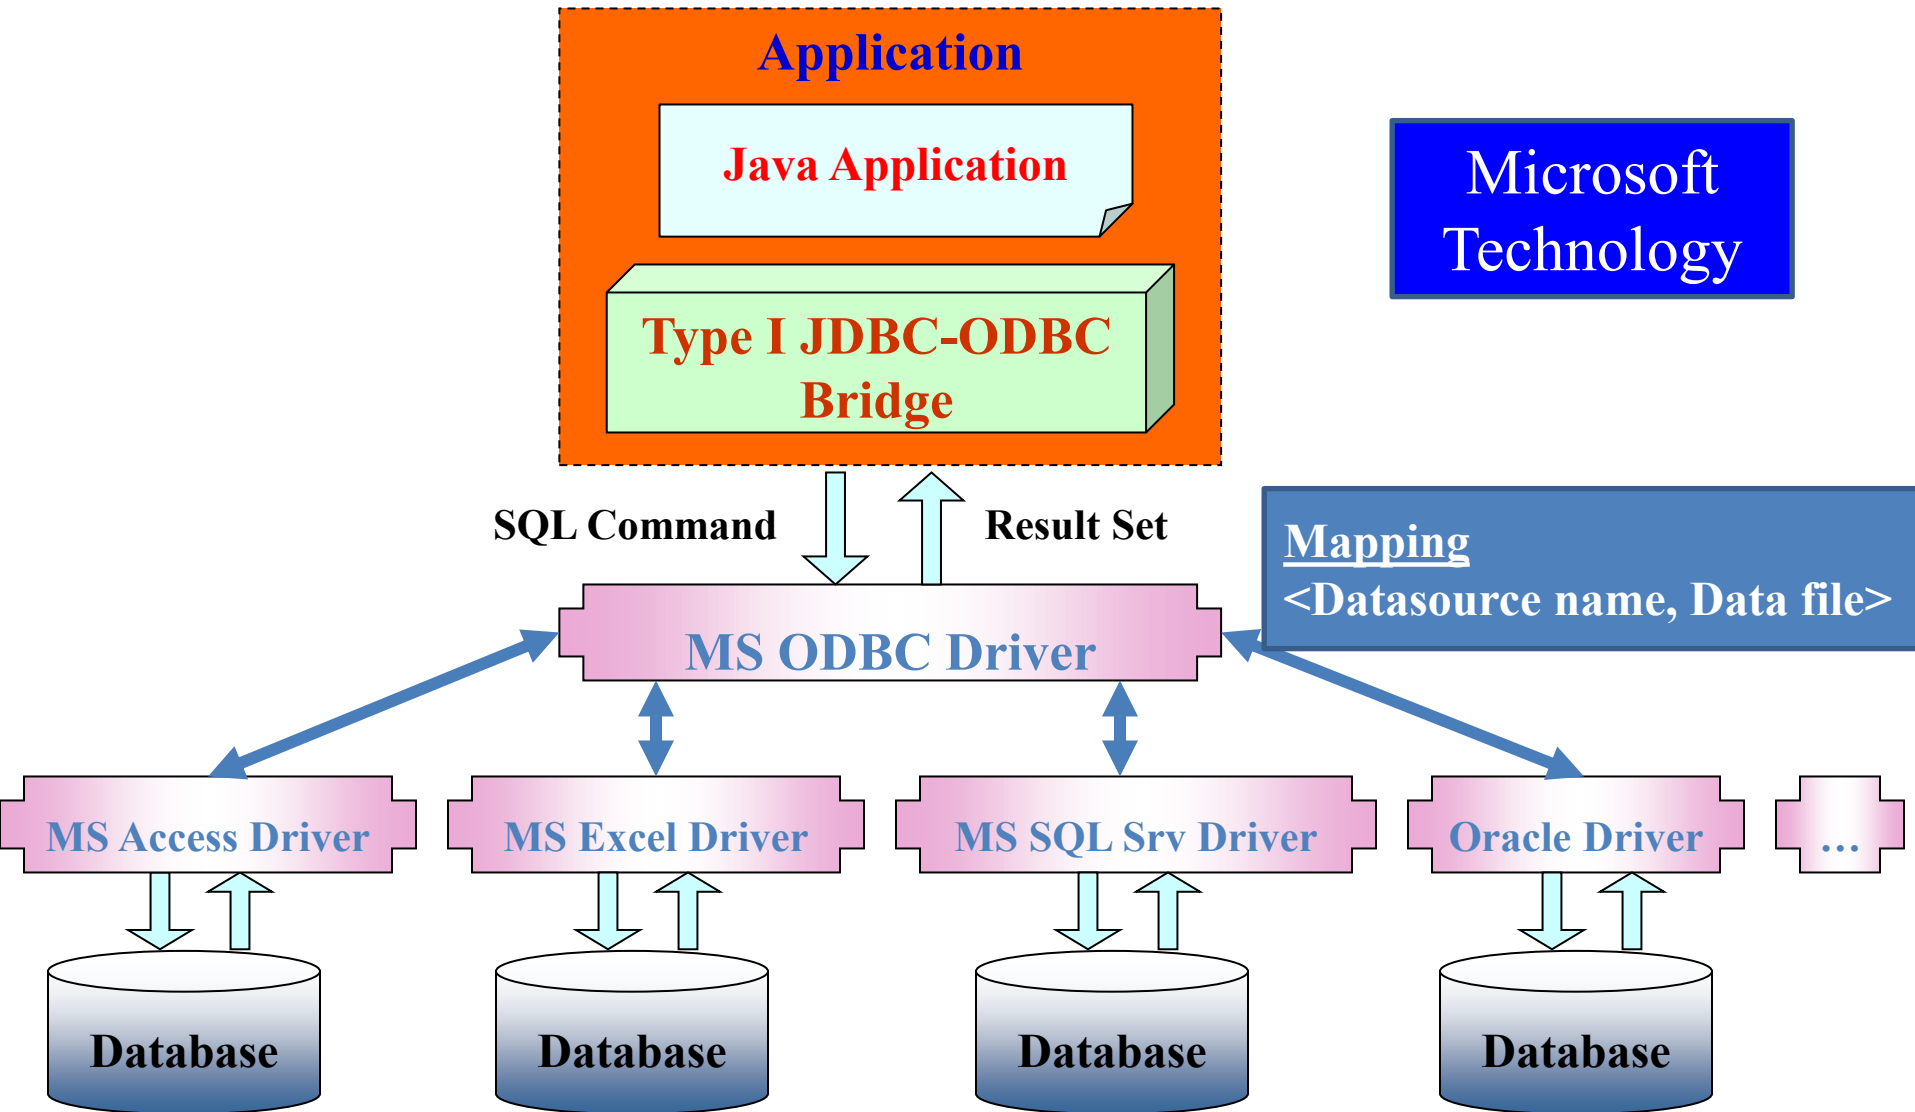 Application
Java Application
Microsoft
Technology
Type I JDBC-ODBC
Bridge
SQL Command
Result Set
Mapping
<Datasource name, Data file>
MS ODBC Driver
MS Access Driver
MS Excel Driver
MS SQL Srv Driver
Oracle Driver
...
Database
Database
Database
Database